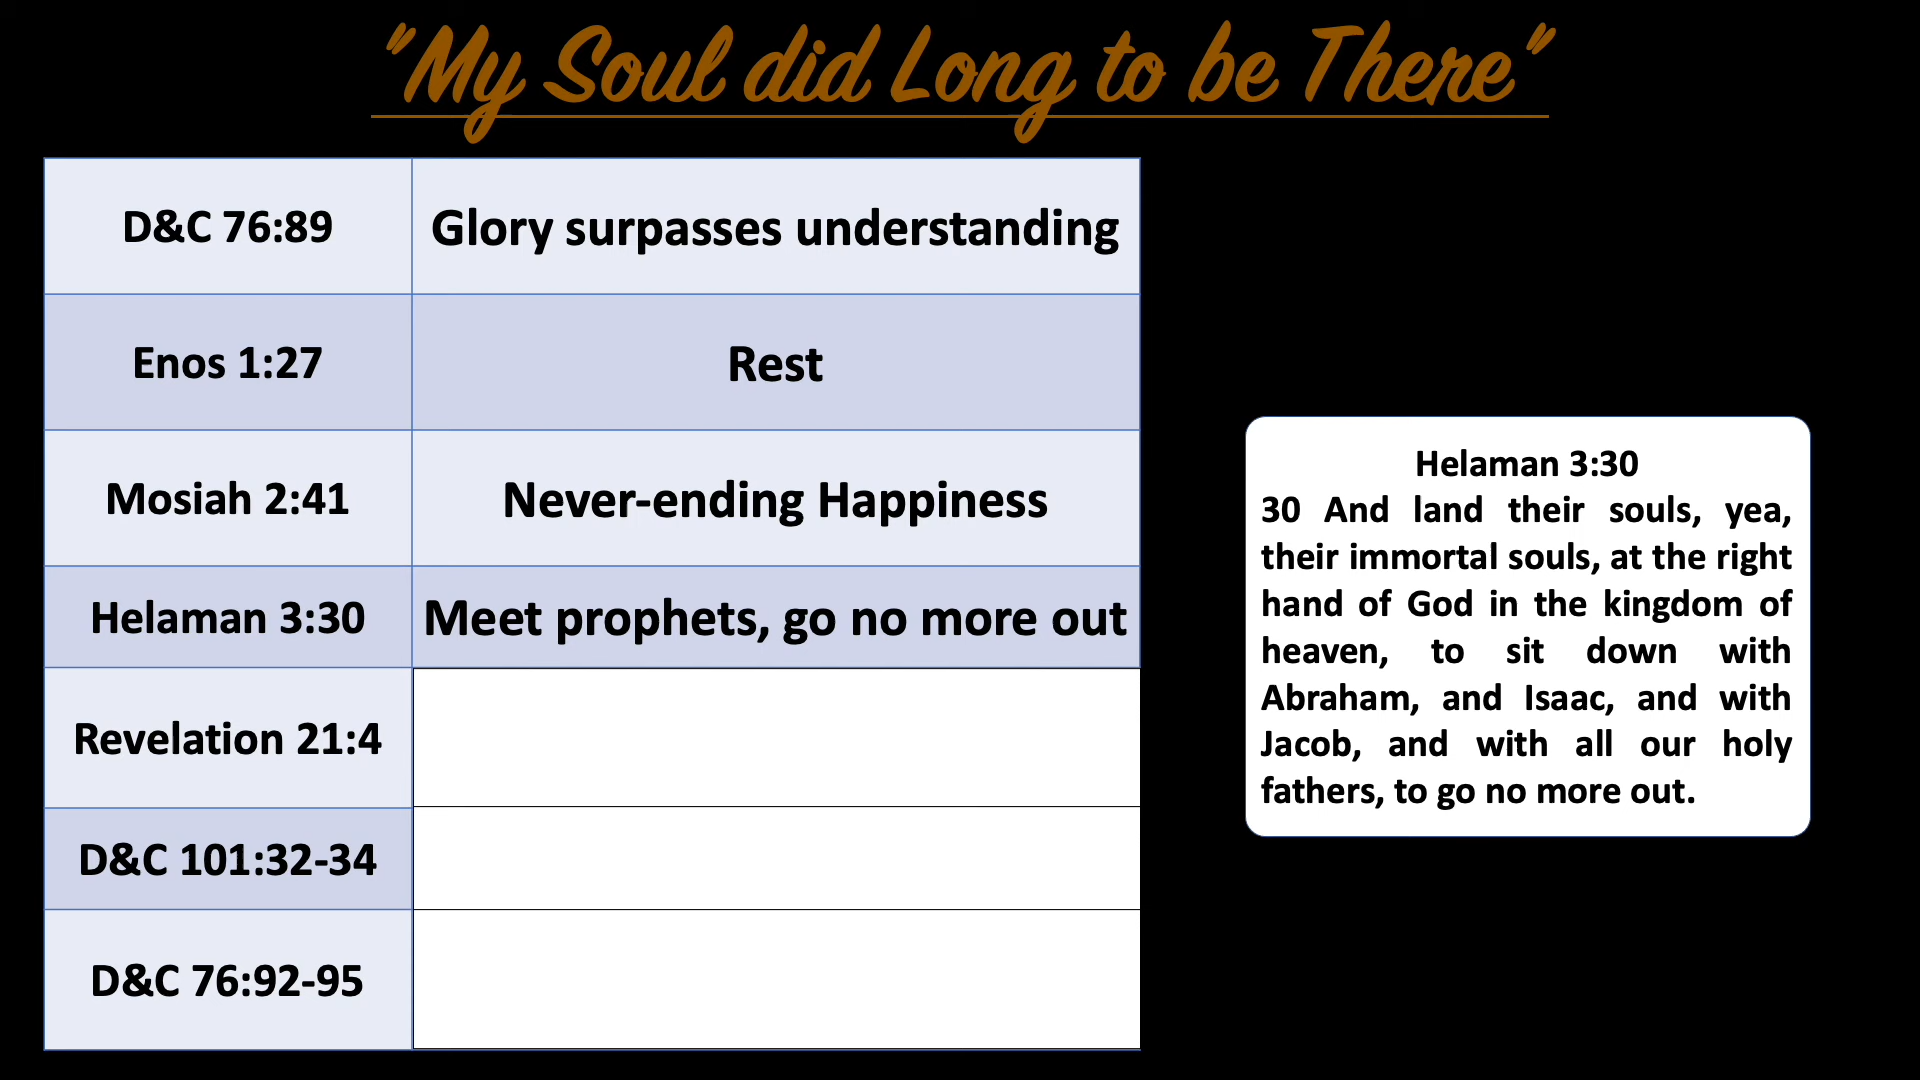 "My Soul did Long to be There"
D&C 76:89
Glory surpasses understanding
Enos 1:27
Rest
Mosiah 2:41
Never-ending Happiness
Helaman 3:30
Meet prophets, go no more out
Revelation 21:4
D&C 101:32-34
D&C 76:92-95
Helaman 3:30
30 And land their souls, yea,
their immortal souls, at the right
hand of God in the kingdom of
heaven, to sit down with
Abraham, and Isaac, and with
Jacob, and with all our holy
fathers, to go no more out.